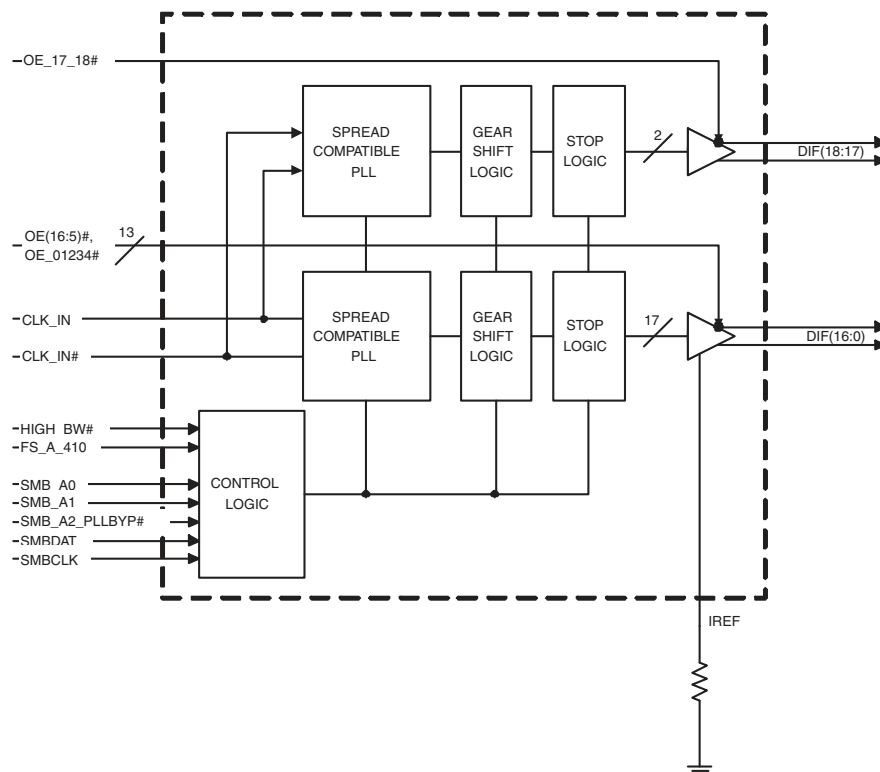 OE_17_18#
SPREAD
COMPATIBLE
PLL
GEAR
SHIFT
LOGIC
STOP
LOGIC
2
DIF(18:17)
OE(16:5)#,
OE_01234#
13
CLK_IN
CLK_IN#
SPREAD
COMPATIBLE
PLL
GEAR
SHIFT
LOGIC
STOP
LOGIC
17
DIF(16:0)
HIGH_BW#
FS_A_410
SMB_A0
SMB_A1
SMB_A2_PLLBYP#
SMBDAT
SMBCLK
CONTROL
LOGIC
IREF